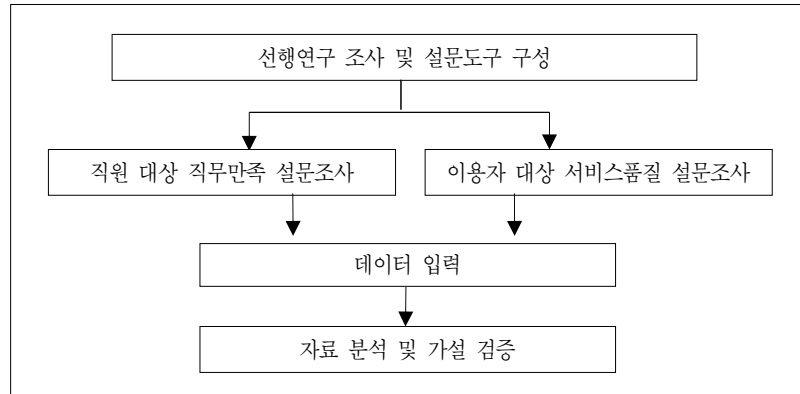 선행연구 조사 및 설문도구 구성
직원 대상 직무만족 설문조사
이용자 대상 서비스품질 설문조사
데이터 입력
자료 분석 및 가설 검증